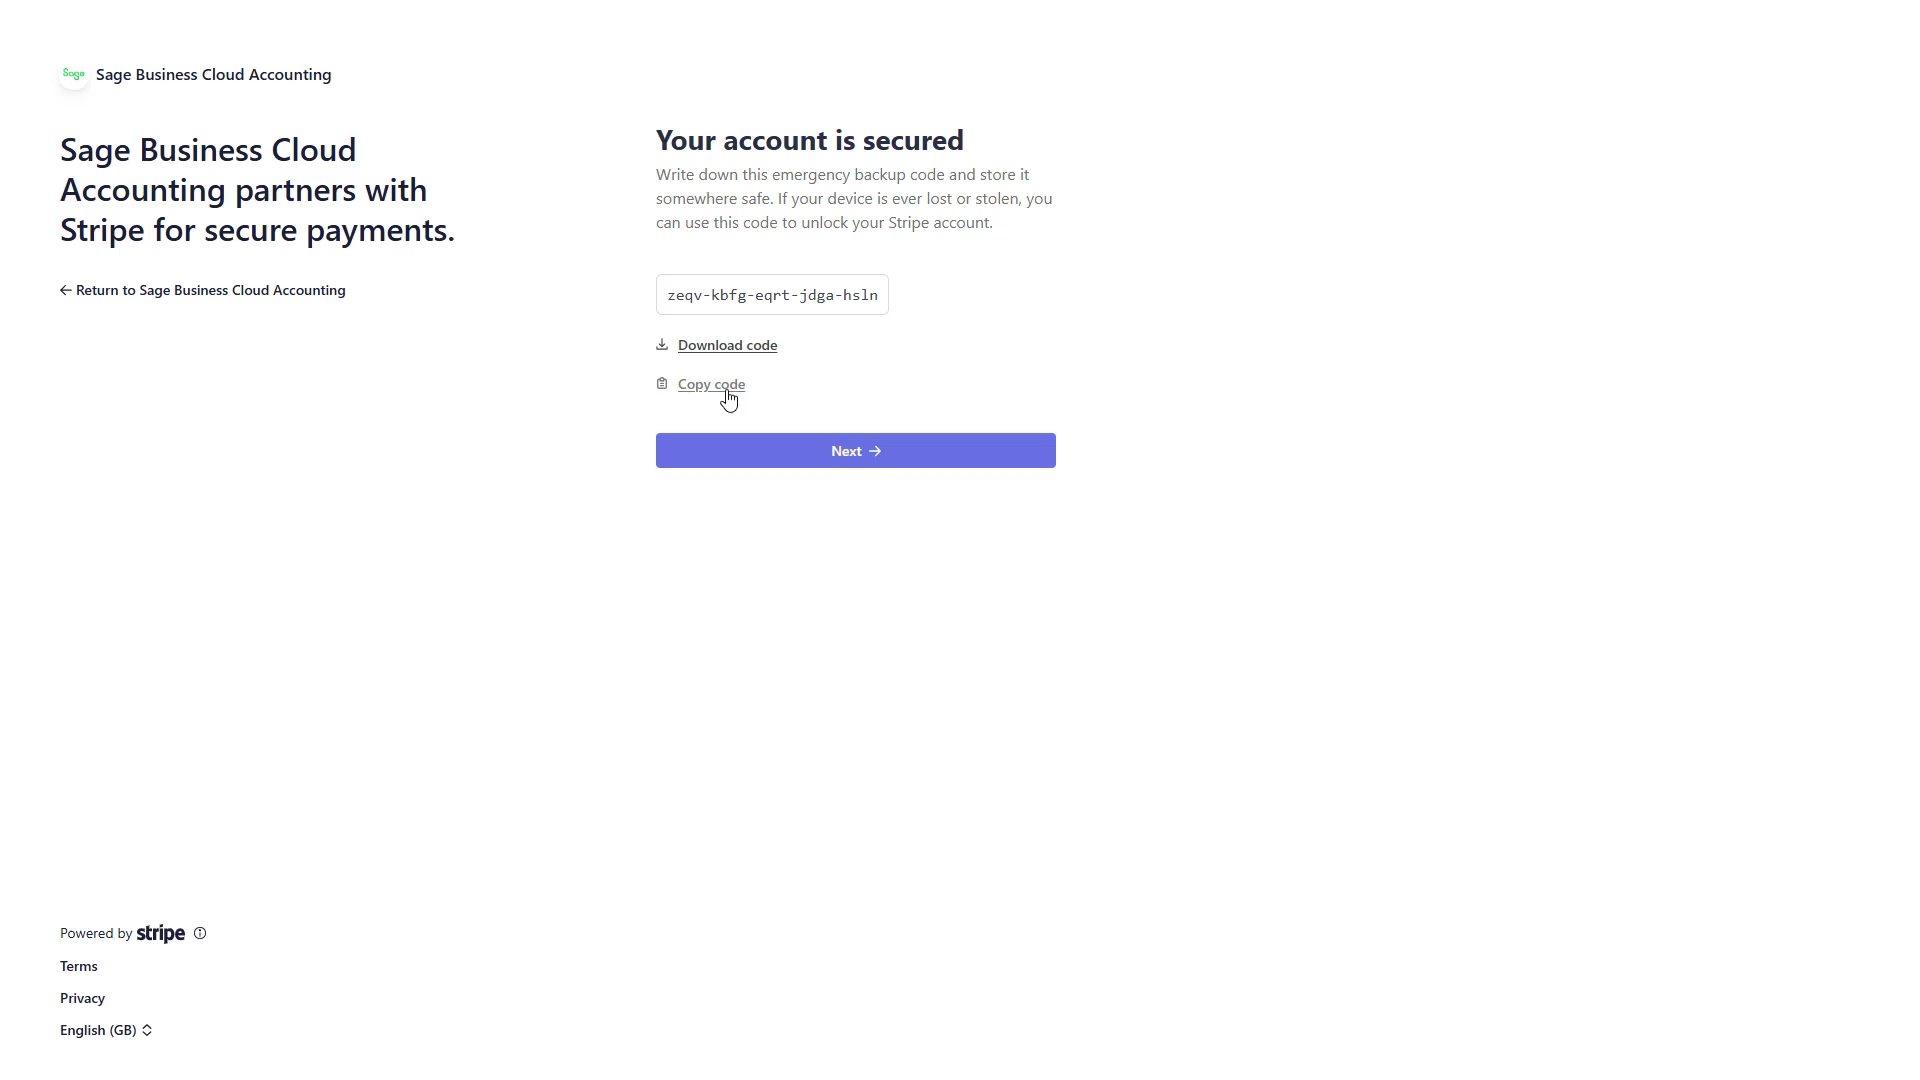 Sage
Sage Business Cloud Accounting
Sage Business Cloud
Accounting partners with
Stripe for secure payments.
Return to Sage Business Cloud Accounting
Your account is secured
Write down this emergency backup code and store it
somewhere safe. If your device is ever lost or stolen, you
can use this code to unlock your Stripe account.
zeqv-kbfg-eqrt-jdga-hsln
Download code
Copy code
Next
Powered by stripe
Terms
Privacy
English (GB)